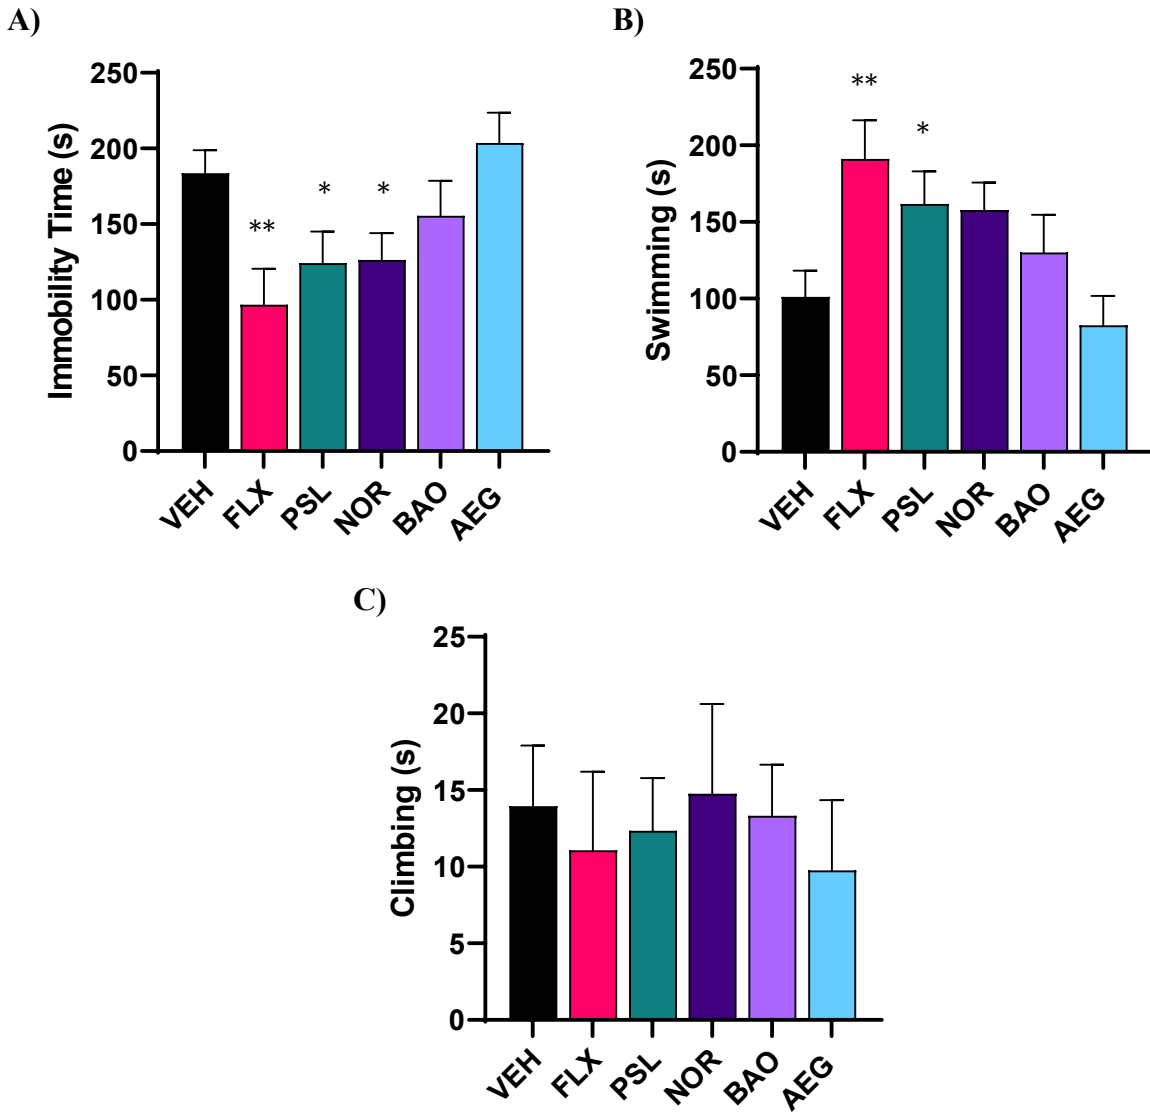 A)
Immobility Time (s)
250
200
150
100
50
0
**
*
*
VEH
FLX
PSL
NOR
BAO
AEG
B)
Swimming (s)
250
200
150
100
50
0
**
*
VEH
FLX
PSL
NOR
BAO
AEG
C)
Climbing (s)
25
20
15
10
5
0
VEH
FLX
PSL
NOR
BAO
AEG